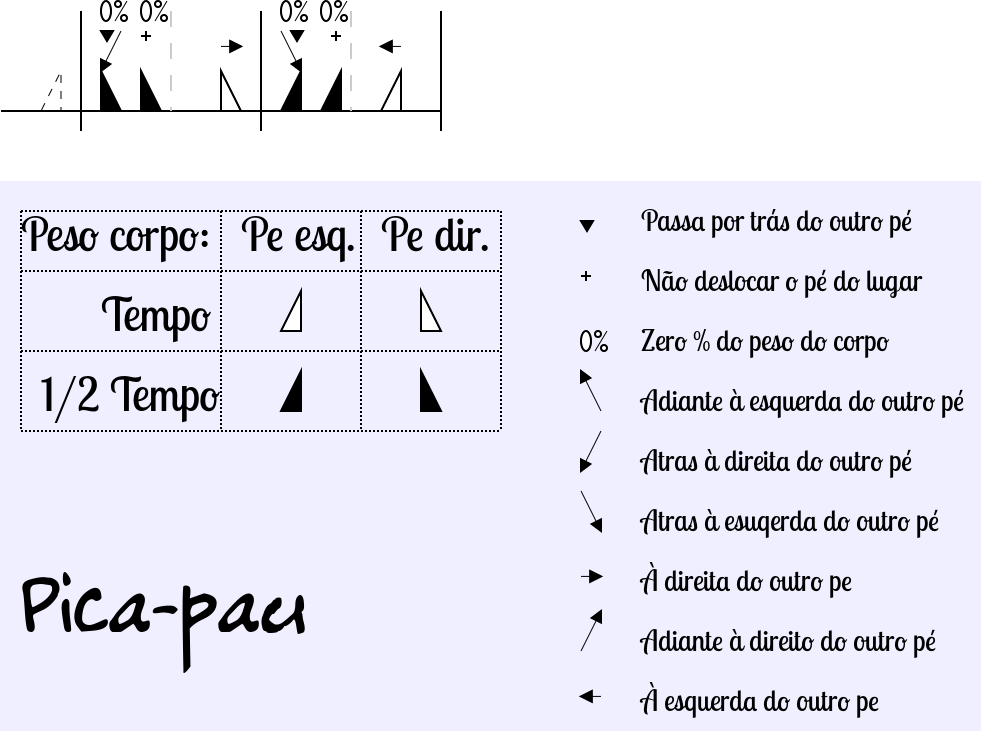 0% 0% 0% 0%
Peso corpo: Pe esq. Pe dir.
Tempo
1/2 Tempo
Pica-pau
Passa por trás do outro pé
+ Não deslocar o pé do lugar
0% Zero % do peso do corpo
Adiante à esquerda do outro pé
Atras à direita do outro pé
Atras à esuqerda do outro pé
À direita do outro pe
Adiante à direito do outro pé
À esquerda do outro pe